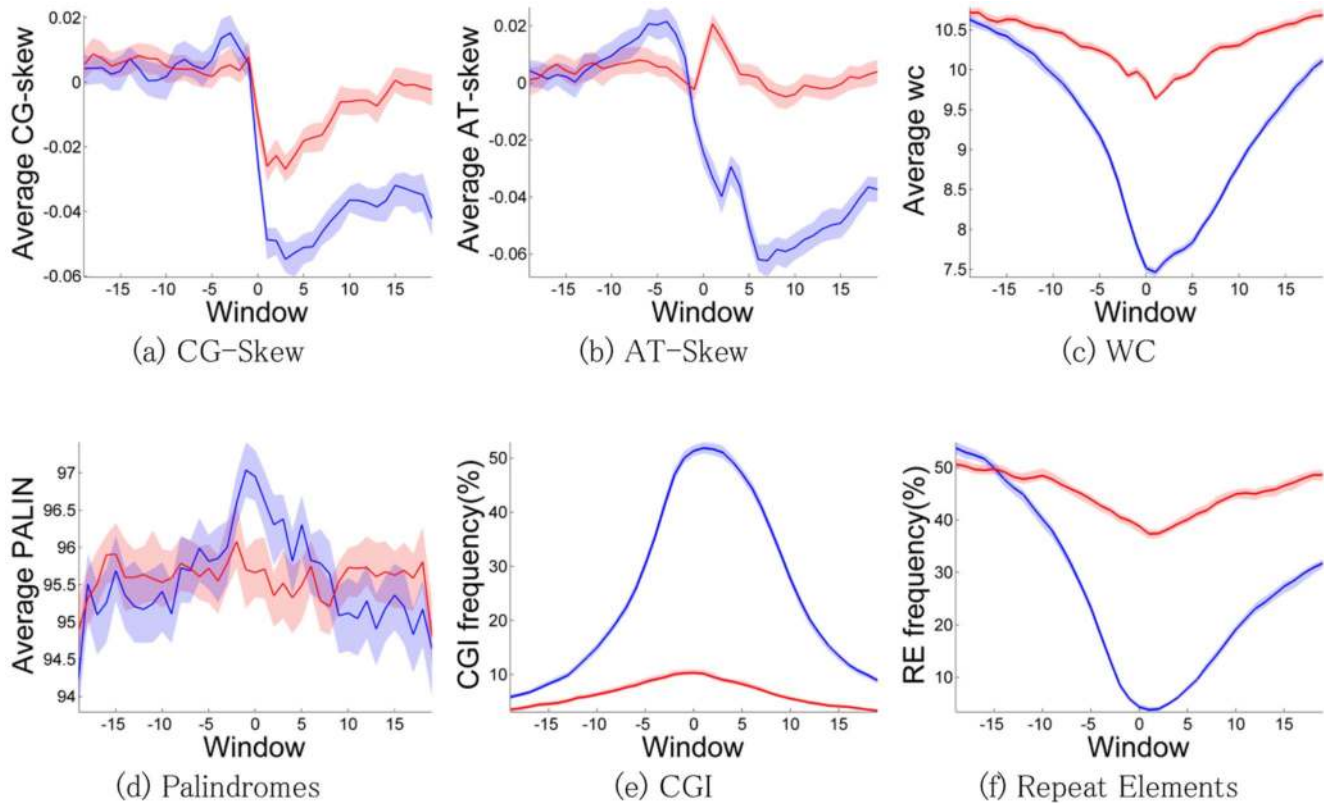 Average CG-skew
0.02
0
-0.02
-0.04
-0.06
-15 -10 -5 0 5 10 15
Window
(a) CG-Skew
Average AT-skew
0.02
0
-0.02
-0.04
-0.06
-15 -10 -5 0 5 10 15
Window
(b) AT-Skew
Average wc
10.5
10
9.5
9
8.5
8
7.5
-15 -10 -5 0 5 10 15
Window
(c) WC
Average PALIN
97
96.5
96
95.5
95
94.5
94
-15 -10 -5 0 5 10 15
Window
(d) Palindromes
CGI frequency(%)
50
40
30
20
10
-15 -10 -5 0 5 10 15
Window
(e) CGI
RE frequency(%)
50
40
30
20
10
-15 -10 -5 0 5 10 15
Window
(f) Repeat Elements